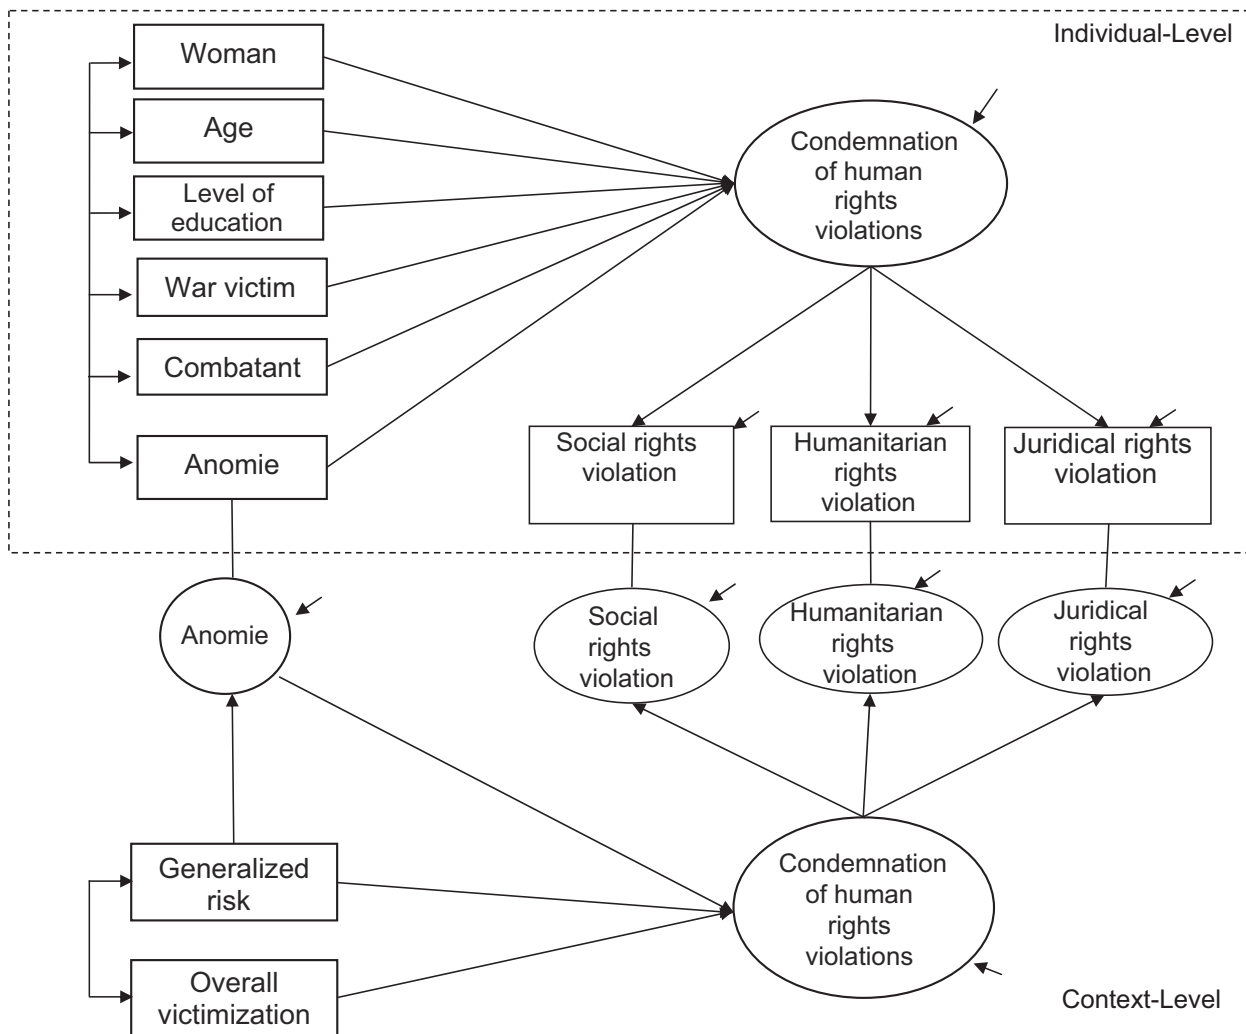 Individual-Level
Woman
Age
Level of
education
War victim
Combatant
Anomie
Condemnation
of human
rights
violations
Social rights
violation
Humanitarian
rights
violation
Juridical rights
violation
Anomie
Social
rights
violation
Humanitarian
rights
violation
Juridical
rights
violation
Generalized
risk
Overall
victimization
Condemnation
of human
rights
violations
Context-Level